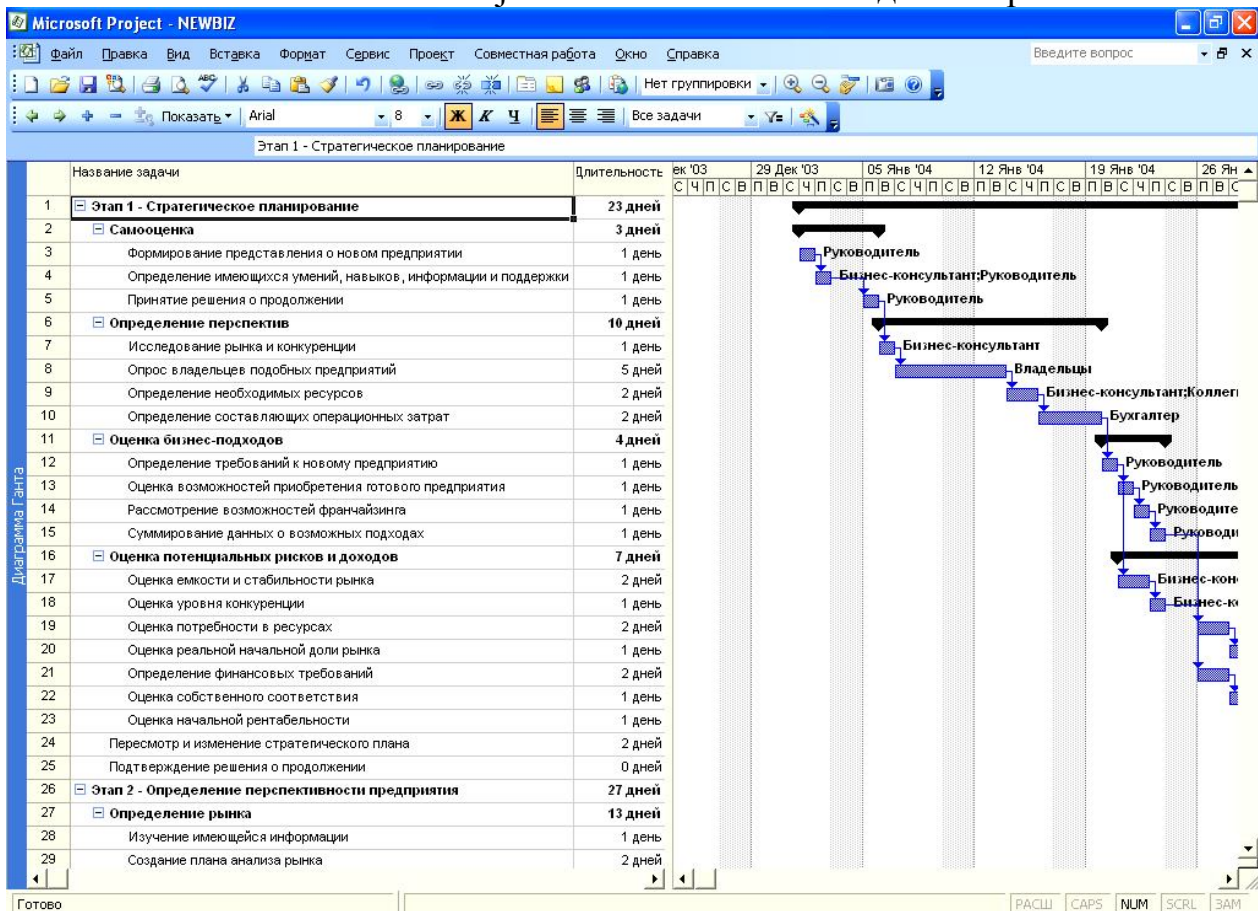 Microsoft Project - NEWBIZ
Файл Правка Вид Вставка Формат Сервис Проект Совместная работа Окно Справка Введите вопрос
Нет группировки
Показать Arial 8 Ж К Ч Все задачи
Этап 1 - Стратегическое планирование
Название задачи Длительность ек '03 29 Дек '03 05 Янв '04 12 Янв '04 19 Янв '04 26 Ян
С Ч П С В П В С Ч П С В П В С Ч П С В П В С Ч П С В П В С Ч П С В П В С
1 Этап 1 - Стратегическое планирование 23 дней
2 Самооценка 3 дней
3 Формирование представления о новом предприятии 1 день Руководитель
4 Определение имеющихся умений, навыков, информации и поддержки 1 день Бизнес-консультант;Руководитель
5 Принятие решения о продолжении 1 день Руководитель
6 Определение перспектив 10 дней
7 Исследование рынка и конкуренции 1 день Бизнес-консультант
8 Опрос владельцев подобных предприятий 5 дней Владельцы
9 Определение необходимых ресурсов 2 дней Бизнес-консультант;Коллеги
10 Определение составляющих операционных затрат 2 дней Бухгалтер
11 Оценка бизнес-подходов 4 дней
12 Определение требований к новому предприятию 1 день Руководитель
13 Оценка возможностей приобретения готового предприятия 1 день Руководитель
14 Рассмотрение возможностей франчайзинга 1 день Руководите
15 Суммирование данных о возможных подходах 1 день Руководи
16 Оценка потенциальных рисков и доходов 7 дней
17 Оценка емкости и стабильности рынка 2 дней Бизнес-кон
18 Оценка уровня конкуренции 1 день Бизнес-к
19 Оценка потребности в ресурсах 2 дней
20 Оценка реальной начальной доли рынка 1 день
21 Определение финансовых требований 2 дней
22 Оценка собственного соответствия 1 день
23 Оценка начальной рентабельности 1 день
24 Пересмотр и изменение стратегического плана 2 дней
25 Подтверждение решения о продолжении 0 дней
26 Этап 2 - Определение перспективности предприятия 27 дней
27 Определение рынка 13 дней
28 Изучение имеющейся информации 1 день
29 Создание плана анализа рынка 2 дней
Диаграмма Ганта
Готово РАСШ CAPS NUM SCRL ЗАМ